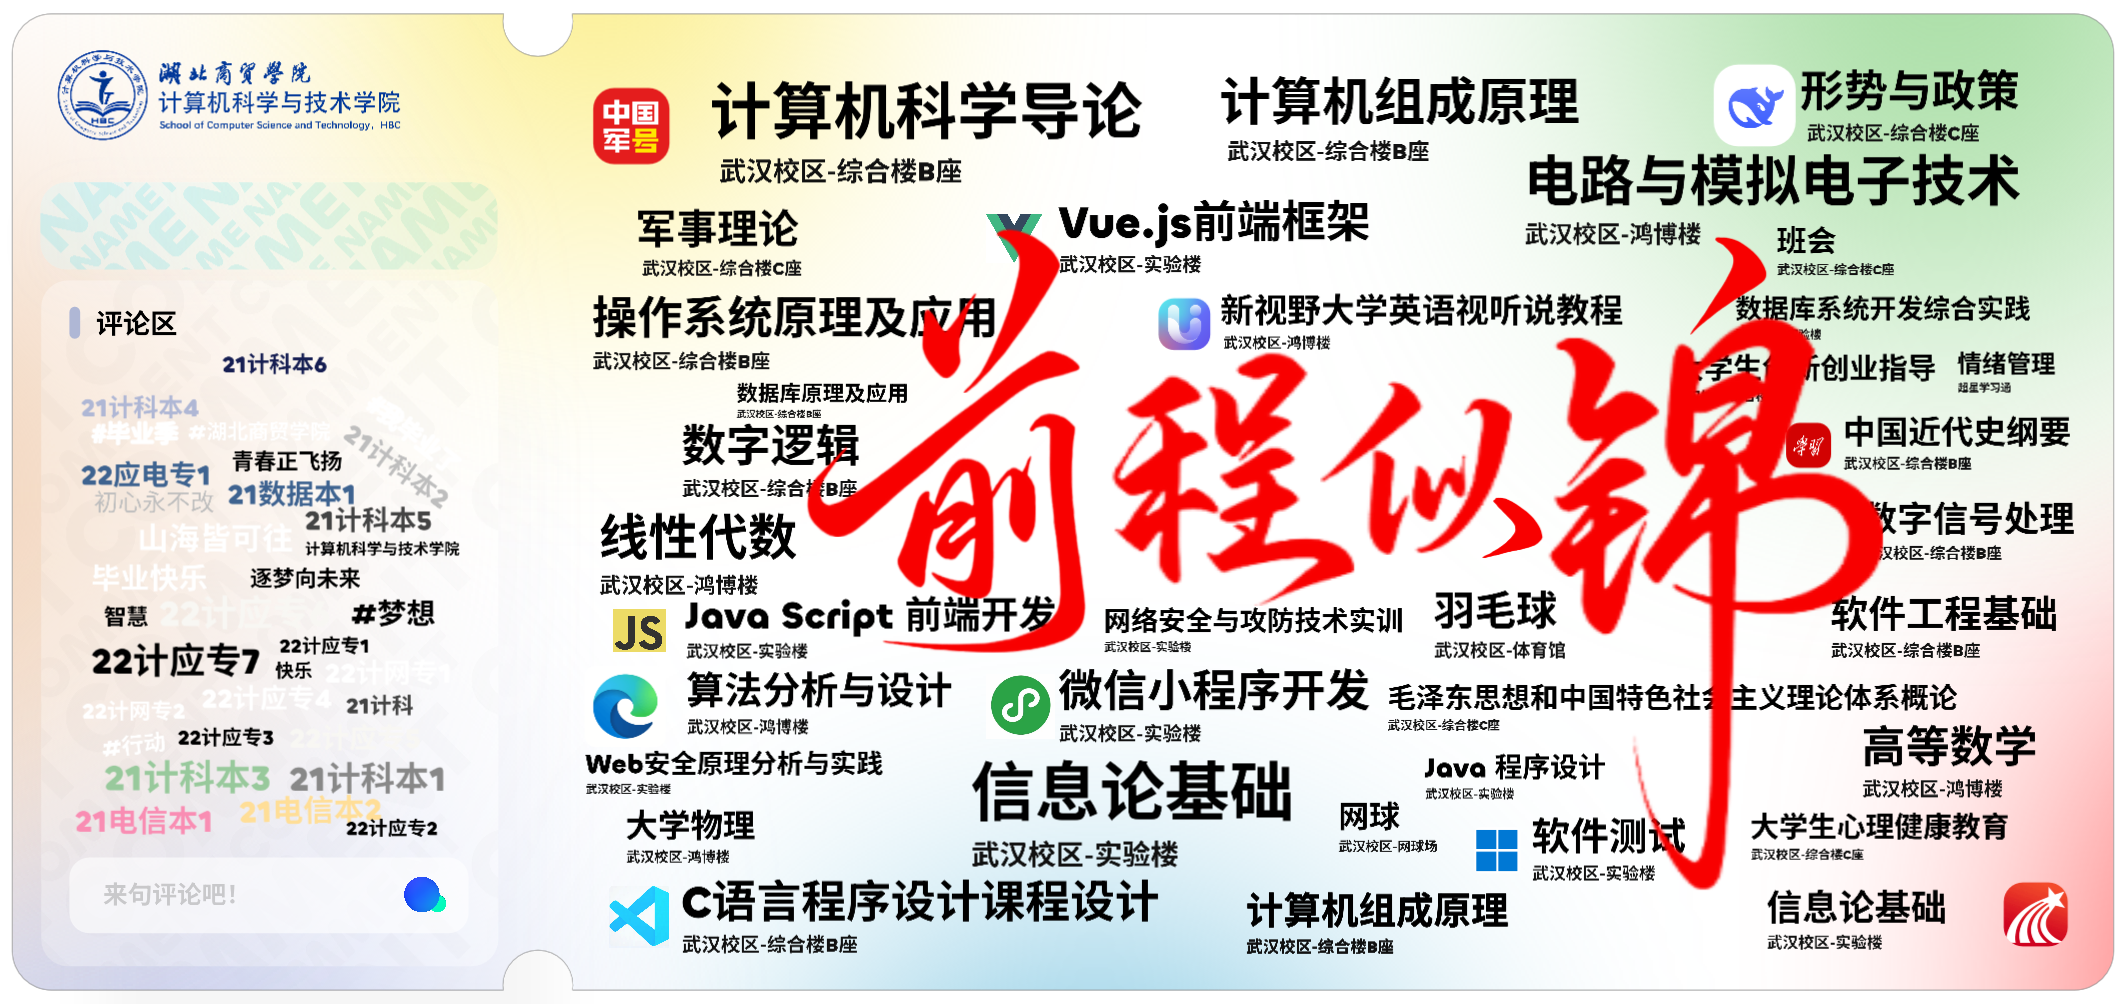 湖北商贸学院
计算机科学与技术学院
School of Computer Science and Technology, HBC
HBC
评论区
21计科本6
21计科本4
#毕业季 #湖北商贸学院
21计科本2
22应电专1
青春正飞扬
初心永不改
21数据本1
21计科本5
山海皆可往
计算机科学与技术学院
毕业快乐
逐梦向未来
智慧
#梦想
22计应专7
22计应专1
快乐
22计网专1
22计应专4
22计网专2
21计科
#行动
22计应专3
21计科本3
21计科本1
21电信本1
21电信本2
22计应专2
来句评论吧!
中国
军号
计算机科学导论
武汉校区-综合楼B座
计算机组成原理
武汉校区-综合楼B座
形势与政策
武汉校区-综合楼C座
电路与模拟电子技术
武汉校区-鸿博楼
军事理论
武汉校区-综合楼C座
Vue.js前端框架
武汉校区-实验楼
班会
武汉校区-综合楼C座
操作系统原理及应用
武汉校区-综合楼B座
新视野大学英语视听说教程
武汉校区-鸿博楼
数据库系统开发综合实践
情绪管理
超星学习通
数据库原理及应用
武汉校区-综合楼B座
前程似锦
数字逻辑
武汉校区-综合楼B座
學習
中国近代史纲要
武汉校区-综合楼B座
线性代数
武汉校区-鸿博楼
数字信号处理
武汉校区-综合楼B座
JS
Java Script 前端开发
武汉校区-实验楼
网络安全与攻防技术实训
武汉校区-实验楼
羽毛球
武汉校区-体育馆
软件工程基础
武汉校区-综合楼B座
算法分析与设计
武汉校区-鸿博楼
微信小程序开发
武汉校区-实验楼
毛泽东思想和中国特色社会主义理论体系概论
武汉校区-综合楼C座
Web安全原理分析与实践
武汉校区-实验楼
信息论基础
武汉校区-实验楼
Java 程序设计
武汉校区-实验楼
高等数学
武汉校区-鸿博楼
大学物理
武汉校区-鸿博楼
网球
武汉校区-网球场
软件测试
武汉校区-实验楼
大学生心理健康教育
武汉校区-综合楼C座
C语言程序设计课程设计
武汉校区-综合楼B座
计算机组成原理
武汉校区-综合楼B座
信息论基础
武汉校区-实验楼